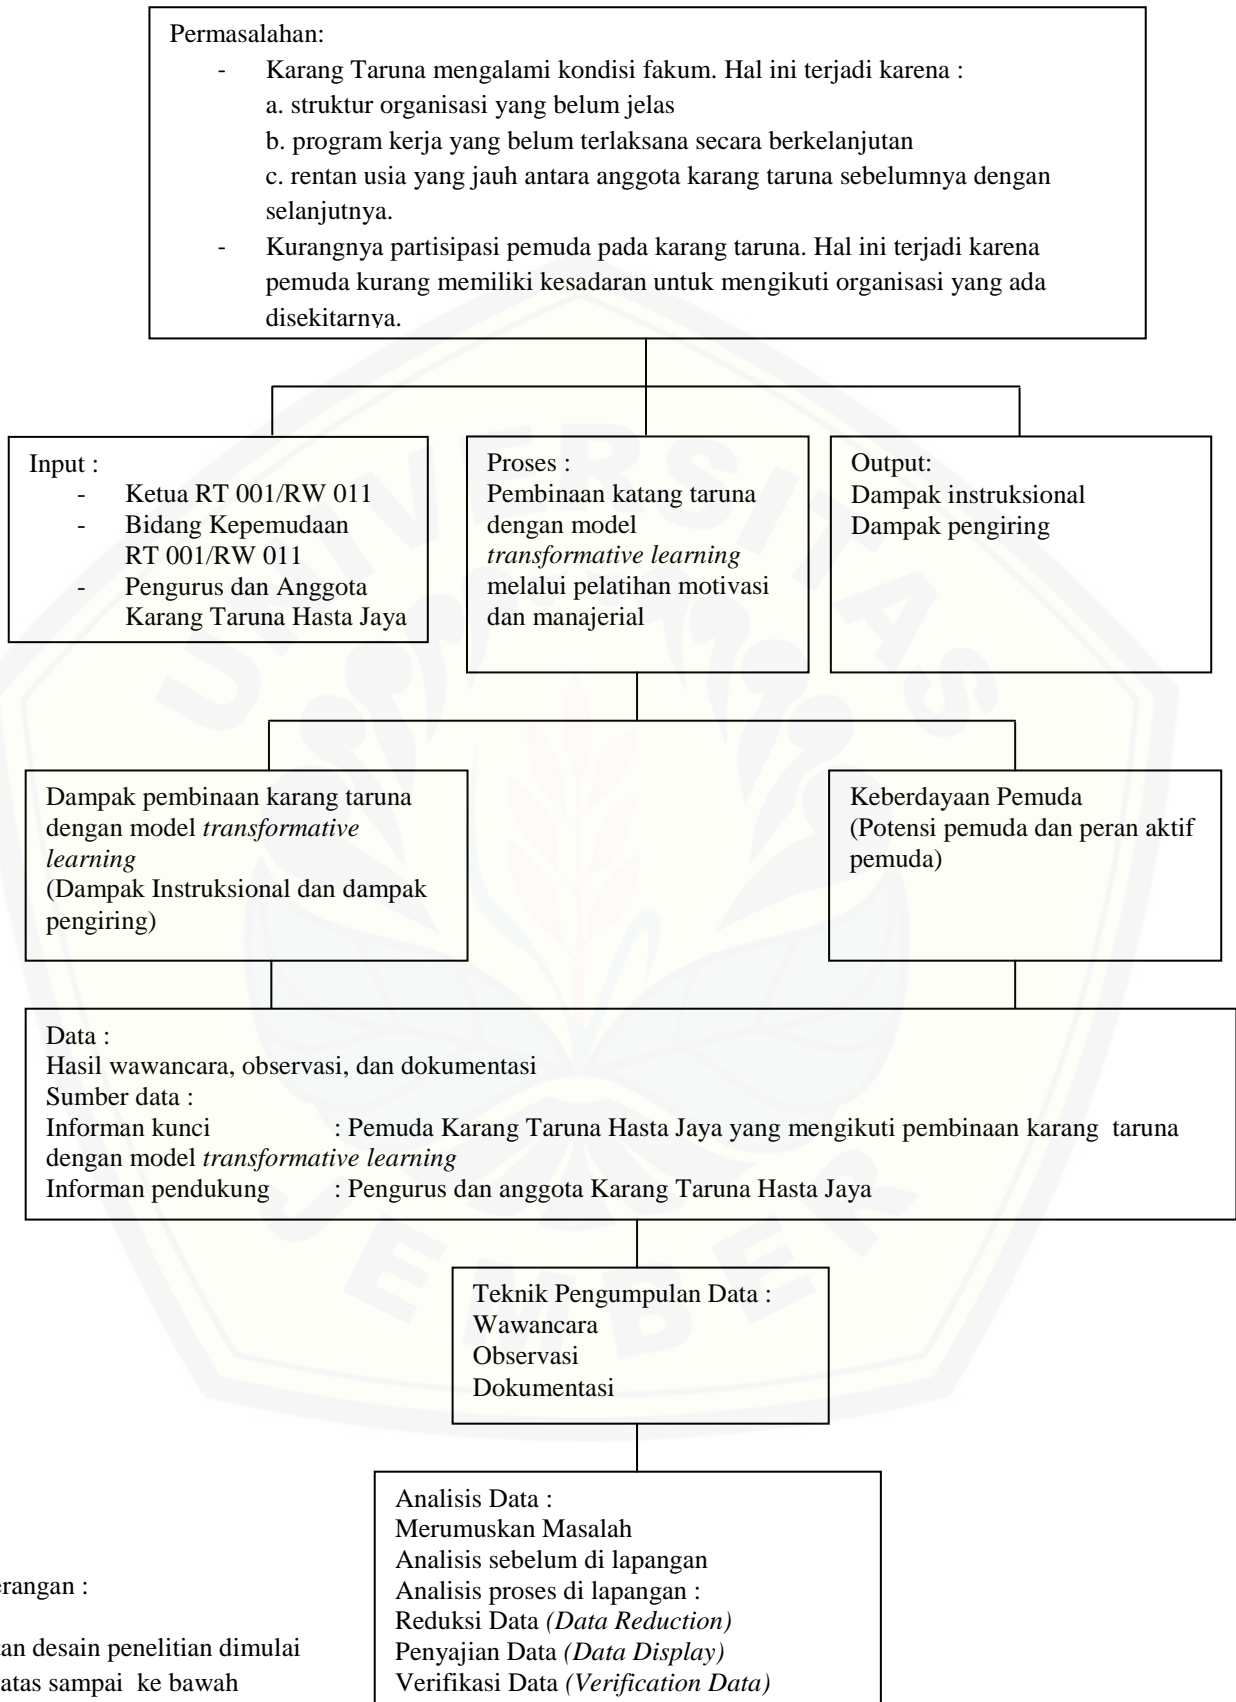 Permasalahan:
- Karang Taruna mengalami kondisi fakum. Hal ini terjadi karena :
a. struktur organisasi yang belum jelas
b. program kerja yang belum terlaksana secara berkelanjutan
c. rentan usia yang jauh antara anggota karang taruna sebelumnya dengan
selanjutnya.
- Kurangnya partisipasi pemuda pada karang taruna. Hal ini terjadi karena
pemuda kurang memiliki kesadaran untuk mengikuti organisasi yang ada
disekitarnya.
Input :
- Ketua RT 001/RW 011
- Bidang Kepemudaan
RT 001/RW 011
- Pengurus dan Anggota
Karang Taruna Hasta Jaya
Proses :
Pembinaan katang taruna
dengan model
transformative learning
melalui pelatihan motivasi
dan manajerial
Output:
Dampak instruksional
Dampak pengiring
Dampak pembinaan karang taruna
dengan model transformative
learning
(Dampak Instruksional dan dampak
pengiring)
Keberdayaan Pemuda
(Potensi pemuda dan peran aktif
pemuda)
Data :
Hasil wawancara, observasi, dan dokumentasi
Sumber data :
Informan kunci : Pemuda Karang Taruna Hasta Jaya yang mengikuti pembinaan karang taruna
dengan model transformative learning
Informan pendukung : Pengurus dan anggota Karang Taruna Hasta Jaya
Teknik Pengumpulan Data :
Wawancara
Observasi
Dokumentasi
Analisis Data :
Merumuskan Masalah
Analisis sebelum di lapangan
Analisis proses di lapangan :
Reduksi Data (Data Reduction)
Penyajian Data (Data Display)
Verifikasi Data (Verification Data)
erangan :
an desain penelitian dimulai
atas sampai ke bawah
UNIVERSITAS
JEMBER